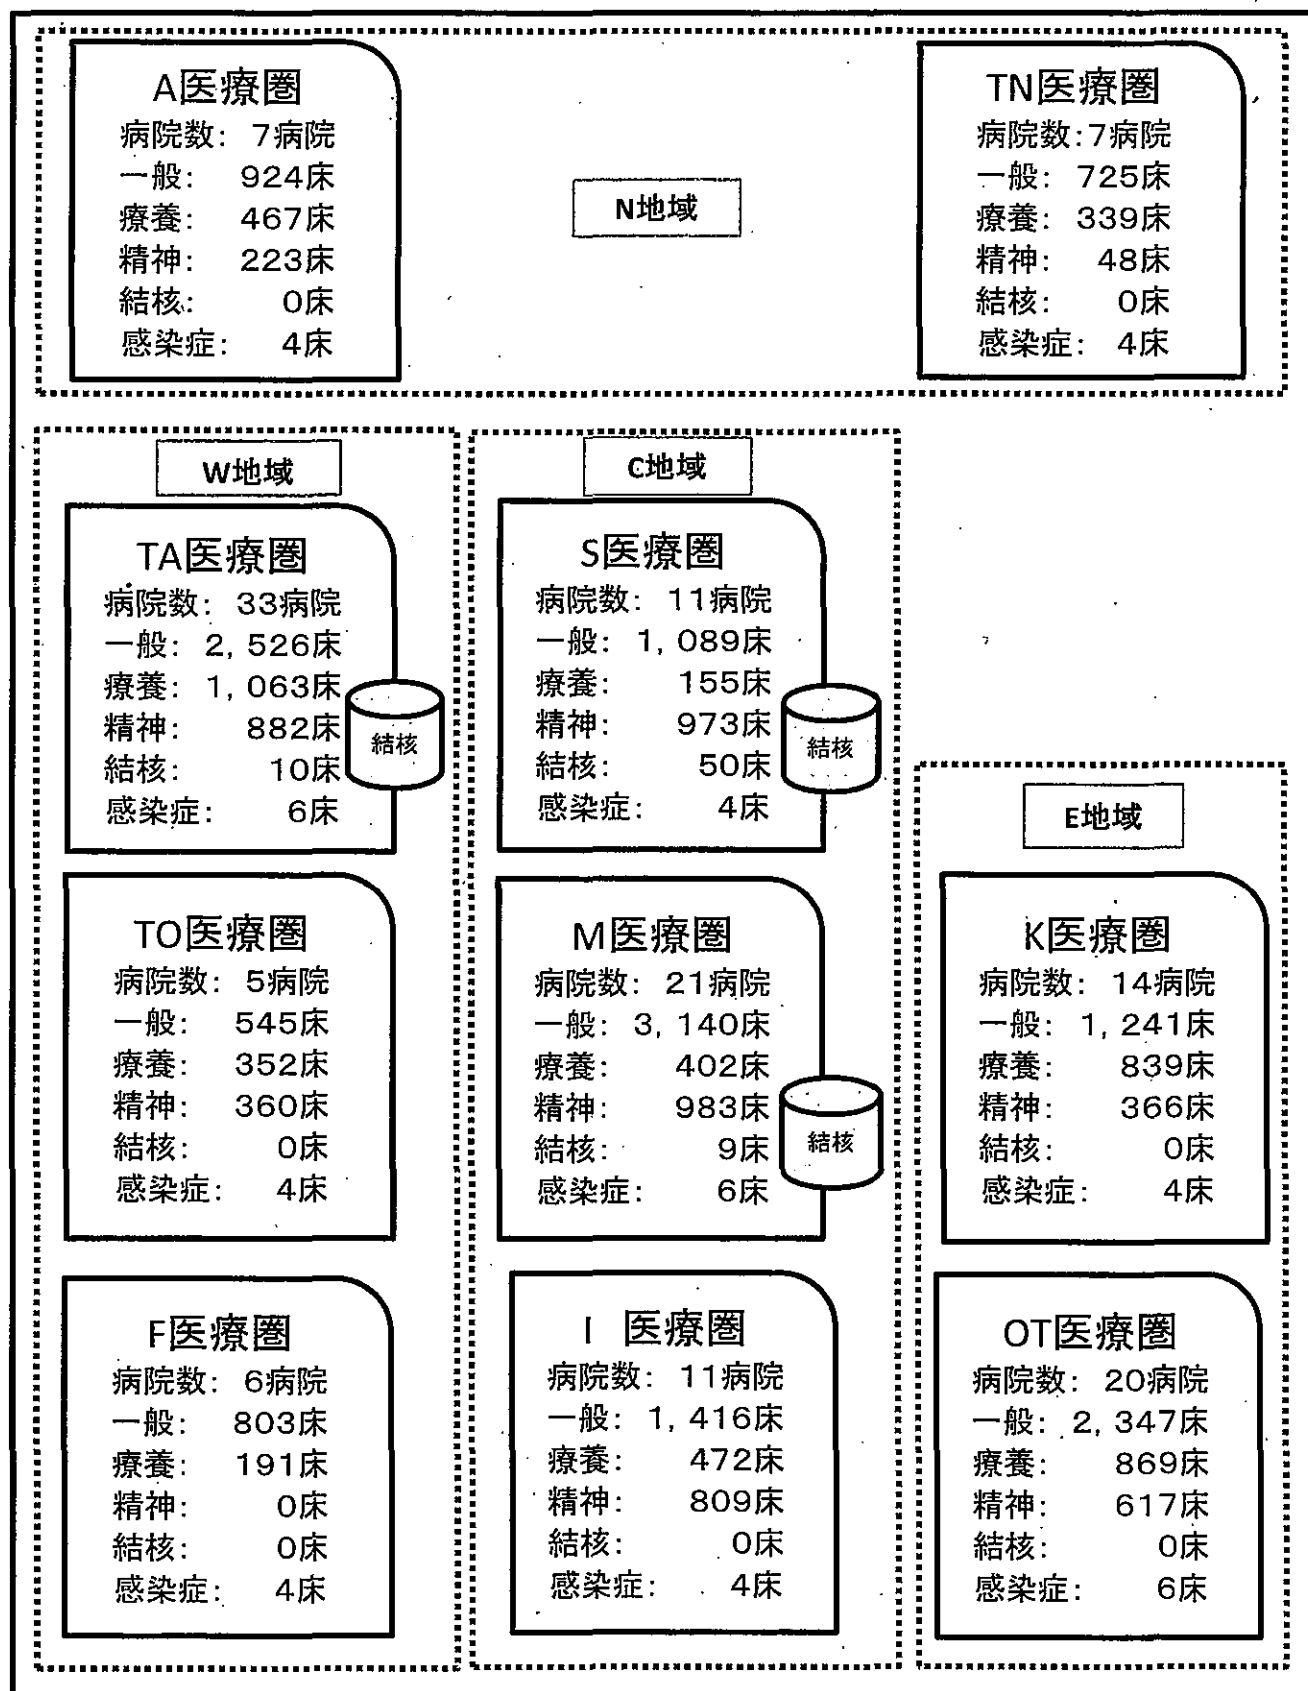 A医療圏
病院数: 7病院
一般: 924床
療養: 467床
精神: 223床
結核: 0床
感染症: 4床
N地域
TN医療圏
病院数:7病院
一般: 725床
療養: 339床
精神: 48床
結核: 0床
感染症: 4床
W地域
TA医療圏
病院数: 33病院
一般: 2, 526床
療養: 1, 063床
精神: 882床
結核: 10床
感染症: 6床
結核
TO医療圏
病院数: 5病院
一般: 545床
療養: 352床
精神: 360床
結核: 0床
感染症: 4床
F医療圏
病院数: 6病院
一般: 803床
療養: 191床
精神: 0床
結核: 0床
感染症: 4床
C地域
S医療圏
病院数: 11病院
一般: 1, 089床
療養: 155床
精神: 973床
結核: 50床
感染症: 4床
結核
M医療圏
病院数: 21病院
一般: 3, 140床
療養: 402床
精神: 983床
結核: 9床
感染症: 6床
結核
I 医療圏
病院数: 11病院
一般: 1, 416床
療養: 472床
精神: 809床
結核: 0床
感染症: 4床
E地域
K医療圏
病院数: 14病院
一般: 1, 241床
療養: 839床
精神: 366床
結核: 0床
感染症: 4床
OT医療圏
病院数: 20病院
一般: 2, 347床
療養: 869床
精神: 617床
結核: 0床
感染症: 6床